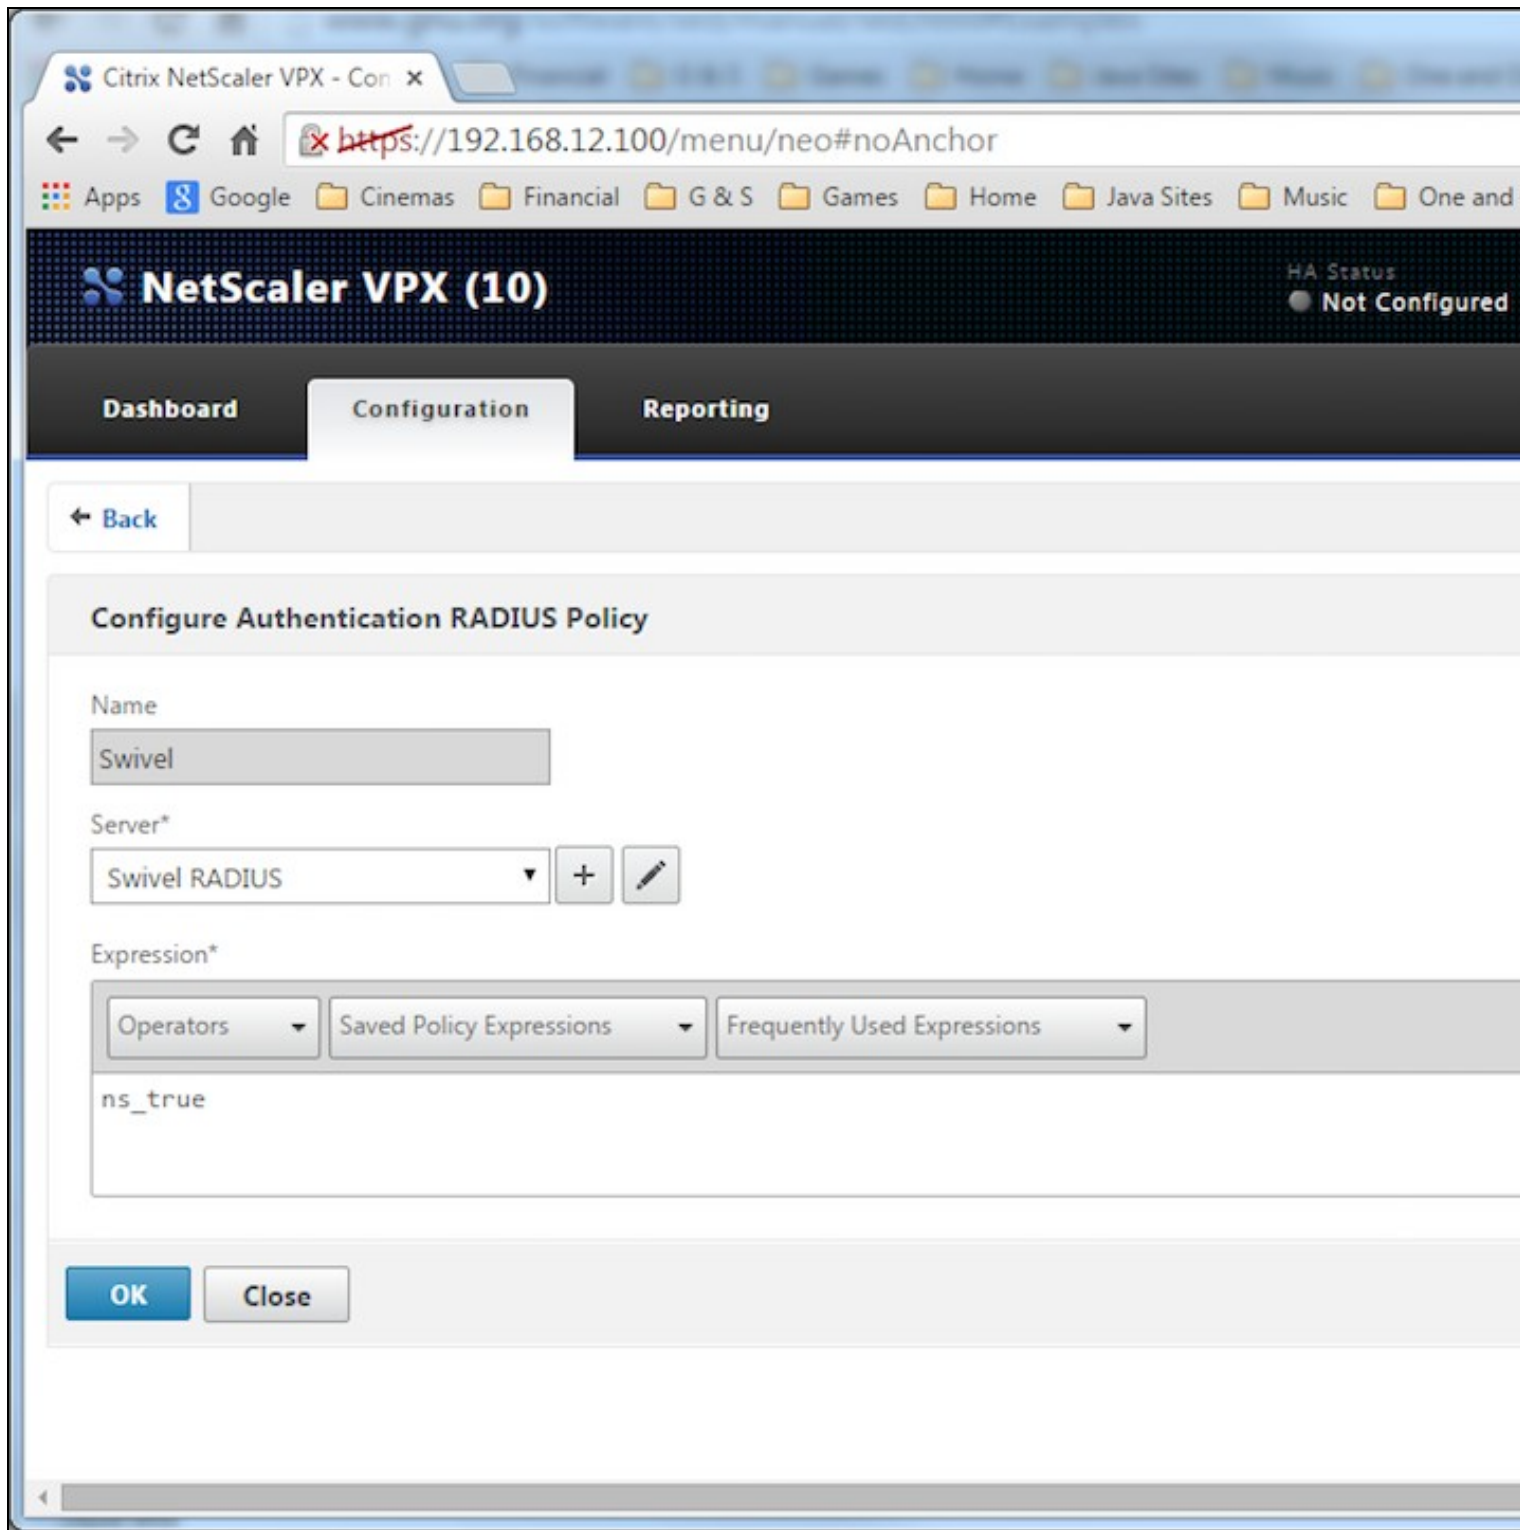 Citrix NetScaler VPX - Con
https://192.168.12.100/menu/neo#noAnchor
Apps Google Cinemas Financial G & S Games Home Java Sites Music One and
NetScaler VPX (10)
HA Status
Not Configured
Dashboard Configuration Reporting
Back
Configure Authentication RADIUS Policy
Name
Swivel
Server*
Swivel RADIUS
Expression*
Operators Saved Policy Expressions Frequently Used Expressions
ns_true
OK Close